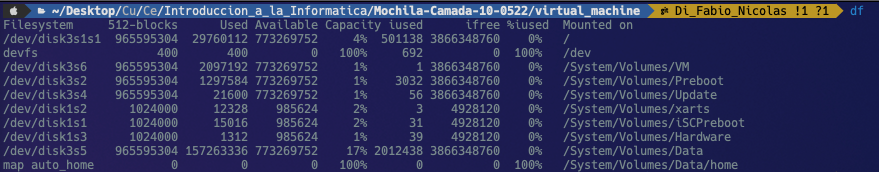 ~/Desktop/Cu/Ce/Introduccion_a_la_Informatica/Mochilla-Camada-10-0522/virtual_machine Di_Fabio_Nicolas !1 ?1 df
Filesystem 512-blocks Used Available Capacity iused ifree %iused Mounted on
/dev/disk3s1s1 965595304 29760112 773269752 4% 501138 3866348760 0% /
devfs 400 400 0 100% 692 0 100% /dev
/dev/disk3s6 965595304 2097192 773269752 1% 1 3866348760 0% /System/Volumes/VM
/dev/disk3s2 965595304 1297584 773269752 1% 3032 3866348760 0% /System/Volumes/Preboot
/dev/disk3s4 965595304 21600 773269752 1% 56 3866348760 0% /System/Volumes/Update
/dev/disk1s2 1024000 12328 985624 2% 3 4928120 0% /System/Volumes/xarts
/dev/disk1s1 1024000 15016 985624 2% 31 4928120 0% /System/Volumes/iSCPreboot
/dev/disk1s3 1024000 1312 985624 1% 39 4928120 0% /System/Volumes/Hardware
/dev/disk3s5 965595304 157263336 773269752 17% 2012438 3866348760 0% /System/Volumes/Data
map auto_home 0 0 0 100% 0 0 100% /System/Volumes/Data/home